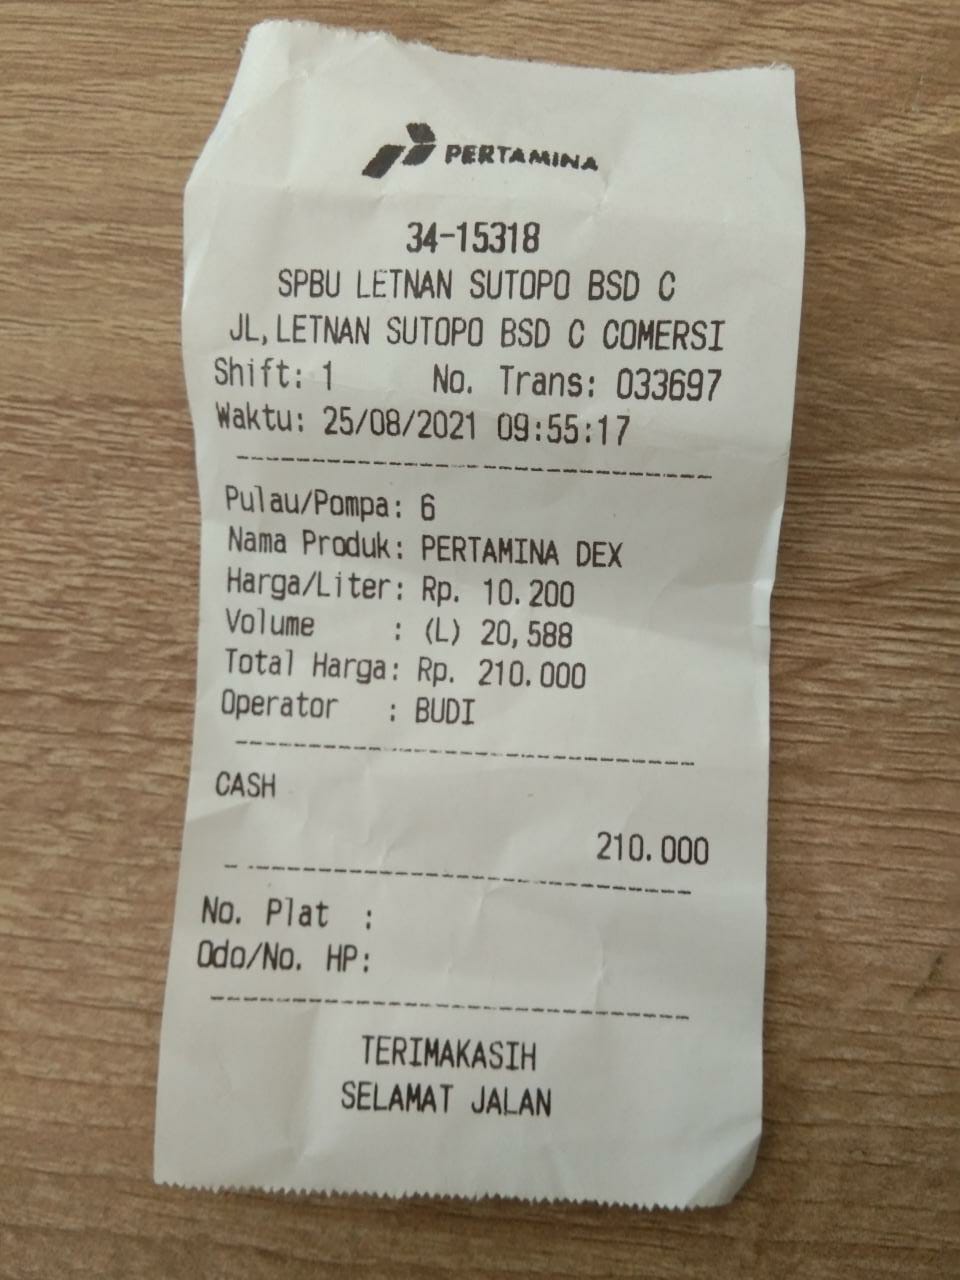 PERTAMINA
34-15318
SPBU LETNAN SUTOPO BSD C
JL,LETNAN SUTOPO BSD C COMERSI
Shift: 1 No. Trans: 033697
Waktu: 25/08/2021 09:55:17
Pulau/Pompa: 6
Nama Produk: PERTAMINA DEX
Harga/Liter: Rp. 10.200
Volume : (L) 20,588
Total Harga: Rp. 210.000
Operator : BUDI
CASH
210.000
No. Plat :
Odo/No. HP:
TERIMAKASIH
SELAMAT JALAN